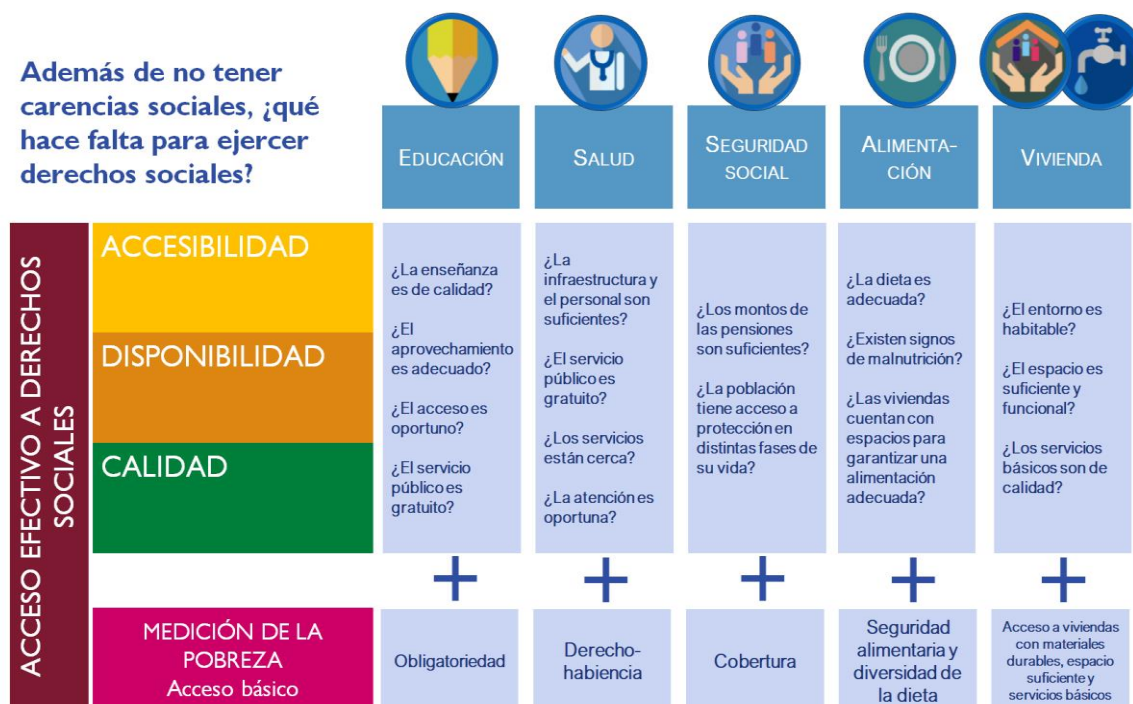 Además de no tener
carencias sociales, ¿qué
hace falta para ejercer
derechos sociales?
EDUCACIÓN
SALUD
SEGURIDAD
SOCIAL
ALIMENTA-
CIÓN
VIVIENDA
ACCESO EFECTIVO A DERECHOS
SOCIALES
ACCESIBILIDAD
DISPONIBILIDAD
CALIDAD
¿La enseñanza
es de calidad?
¿El
aprovechamiento
es adecuado?
¿El acceso es
oportuno?
¿El servicio
público es
gratuito?
¿La
infraestructura y
el personal son
suficientes?
¿El servicio
público es
gratuito?
¿Los servicios
están cerca?
¿La atención es
oportuna?
¿Los montos de
las pensiones
son suficientes?
¿La población
tiene acceso a
protección en
distintas fases de
su vida?
¿La dieta es
adecuada?
¿Existen signos
de malnutrición?
¿Las viviendas
cuentan con
espacios para
garantizar una
alimentación
adecuada?
¿El entorno es
habitable?
¿El espacio es
suficiente y
funcional?
¿Los servicios
básicos son de
calidad?
+ + + + +
MEDICIÓN DE LA
POBREZA
Acceso básico
Obligatoriedad
Derecho-
habiencia
Cobertura
Seguridad
alimentaria y
diversidad de
la dieta
Acceso a viviendas
con materiales
durables, espacio
suficiente y
servicios básicos